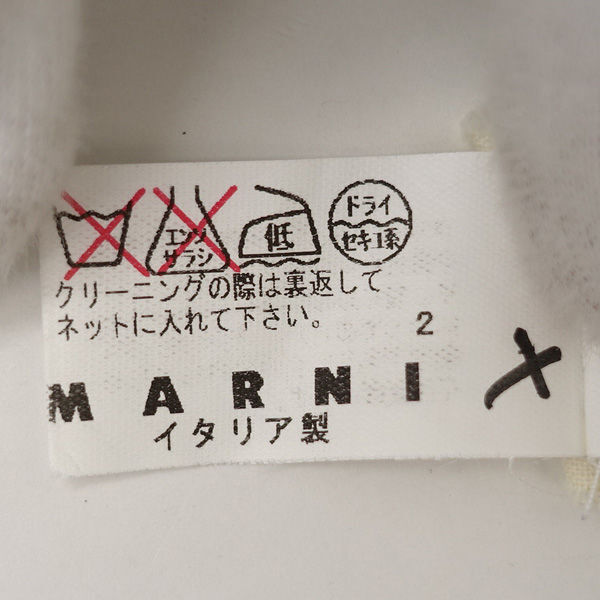 エンソ
サラシ
低
ドライ
セキユ系
クリーニングの際は裏返して
ネットに入れて下さい。
2
MARNI
イタリア製